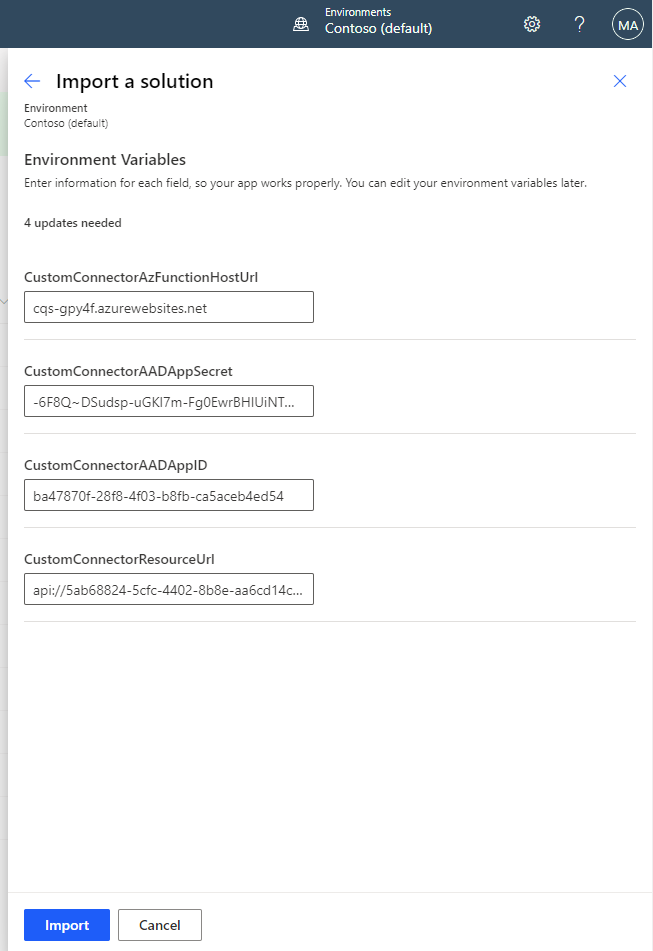 Environments
Contoso (default)
?
MA
Import a solution
Environment
Contoso (default)
Environment Variables
Enter information for each field, so your app works properly. You can edit your environment variables later.
4 updates needed
CustomConnectorAzFunctionHostUrl
cqs-gpy4f.azurewebsites.net
CustomConnectorAADAppSecret
-6F8Q~DSudsp-uGKI7m-Fg0EwrBHIUiNT...
CustomConnectorAADAppID
ba47870f-28f8-4f03-b8fb-ca5aceb4ed54
CustomConnectorResourceUrl
api://5ab68824-5cfc-4402-8b8e-aa6cd14c...
Import
Cancel